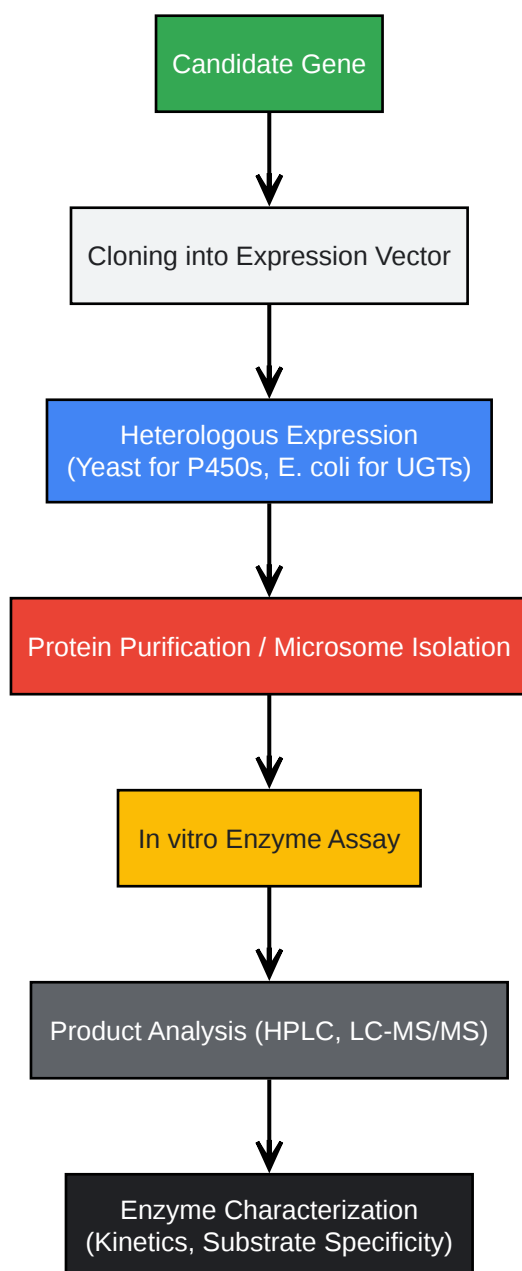 Candidate Gene
Cloning into Expression Vector
Heterologous Expression
(Yeast for P450s, E. coli for UGTs)
Protein Purification / Microsome Isolation
In vitro Enzyme Assay
Product Analysis (HPLC, LC-MS/MS)
Enzyme Characterization
(Kinetics, Substrate Specificity)